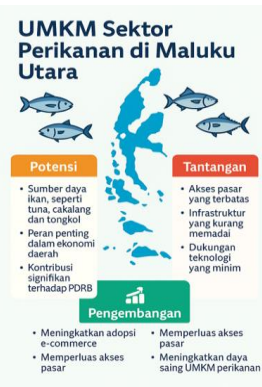 UMKM Sektor
Perikanan di Maluku
Utara
Potensi
• Sumber daya
ikan, seperti
tuna, cakalang
dan tongkol
• Peran penting
dalam ekonomi
daerah
• Kontribusi
signifikan
terhadap PDRB
Tantangan
• Akses pasar
yang terbatas
• Infrastruktur
yang kurang
memadai
• Dukungan
teknologi
yang minim
Pengembangan
• Meningkatkan adopsi
e-commerce
• Memperluas akses
pasar
• Memperluas akses
pasar
• Meningkatkan daya
saing UMKM perikanan